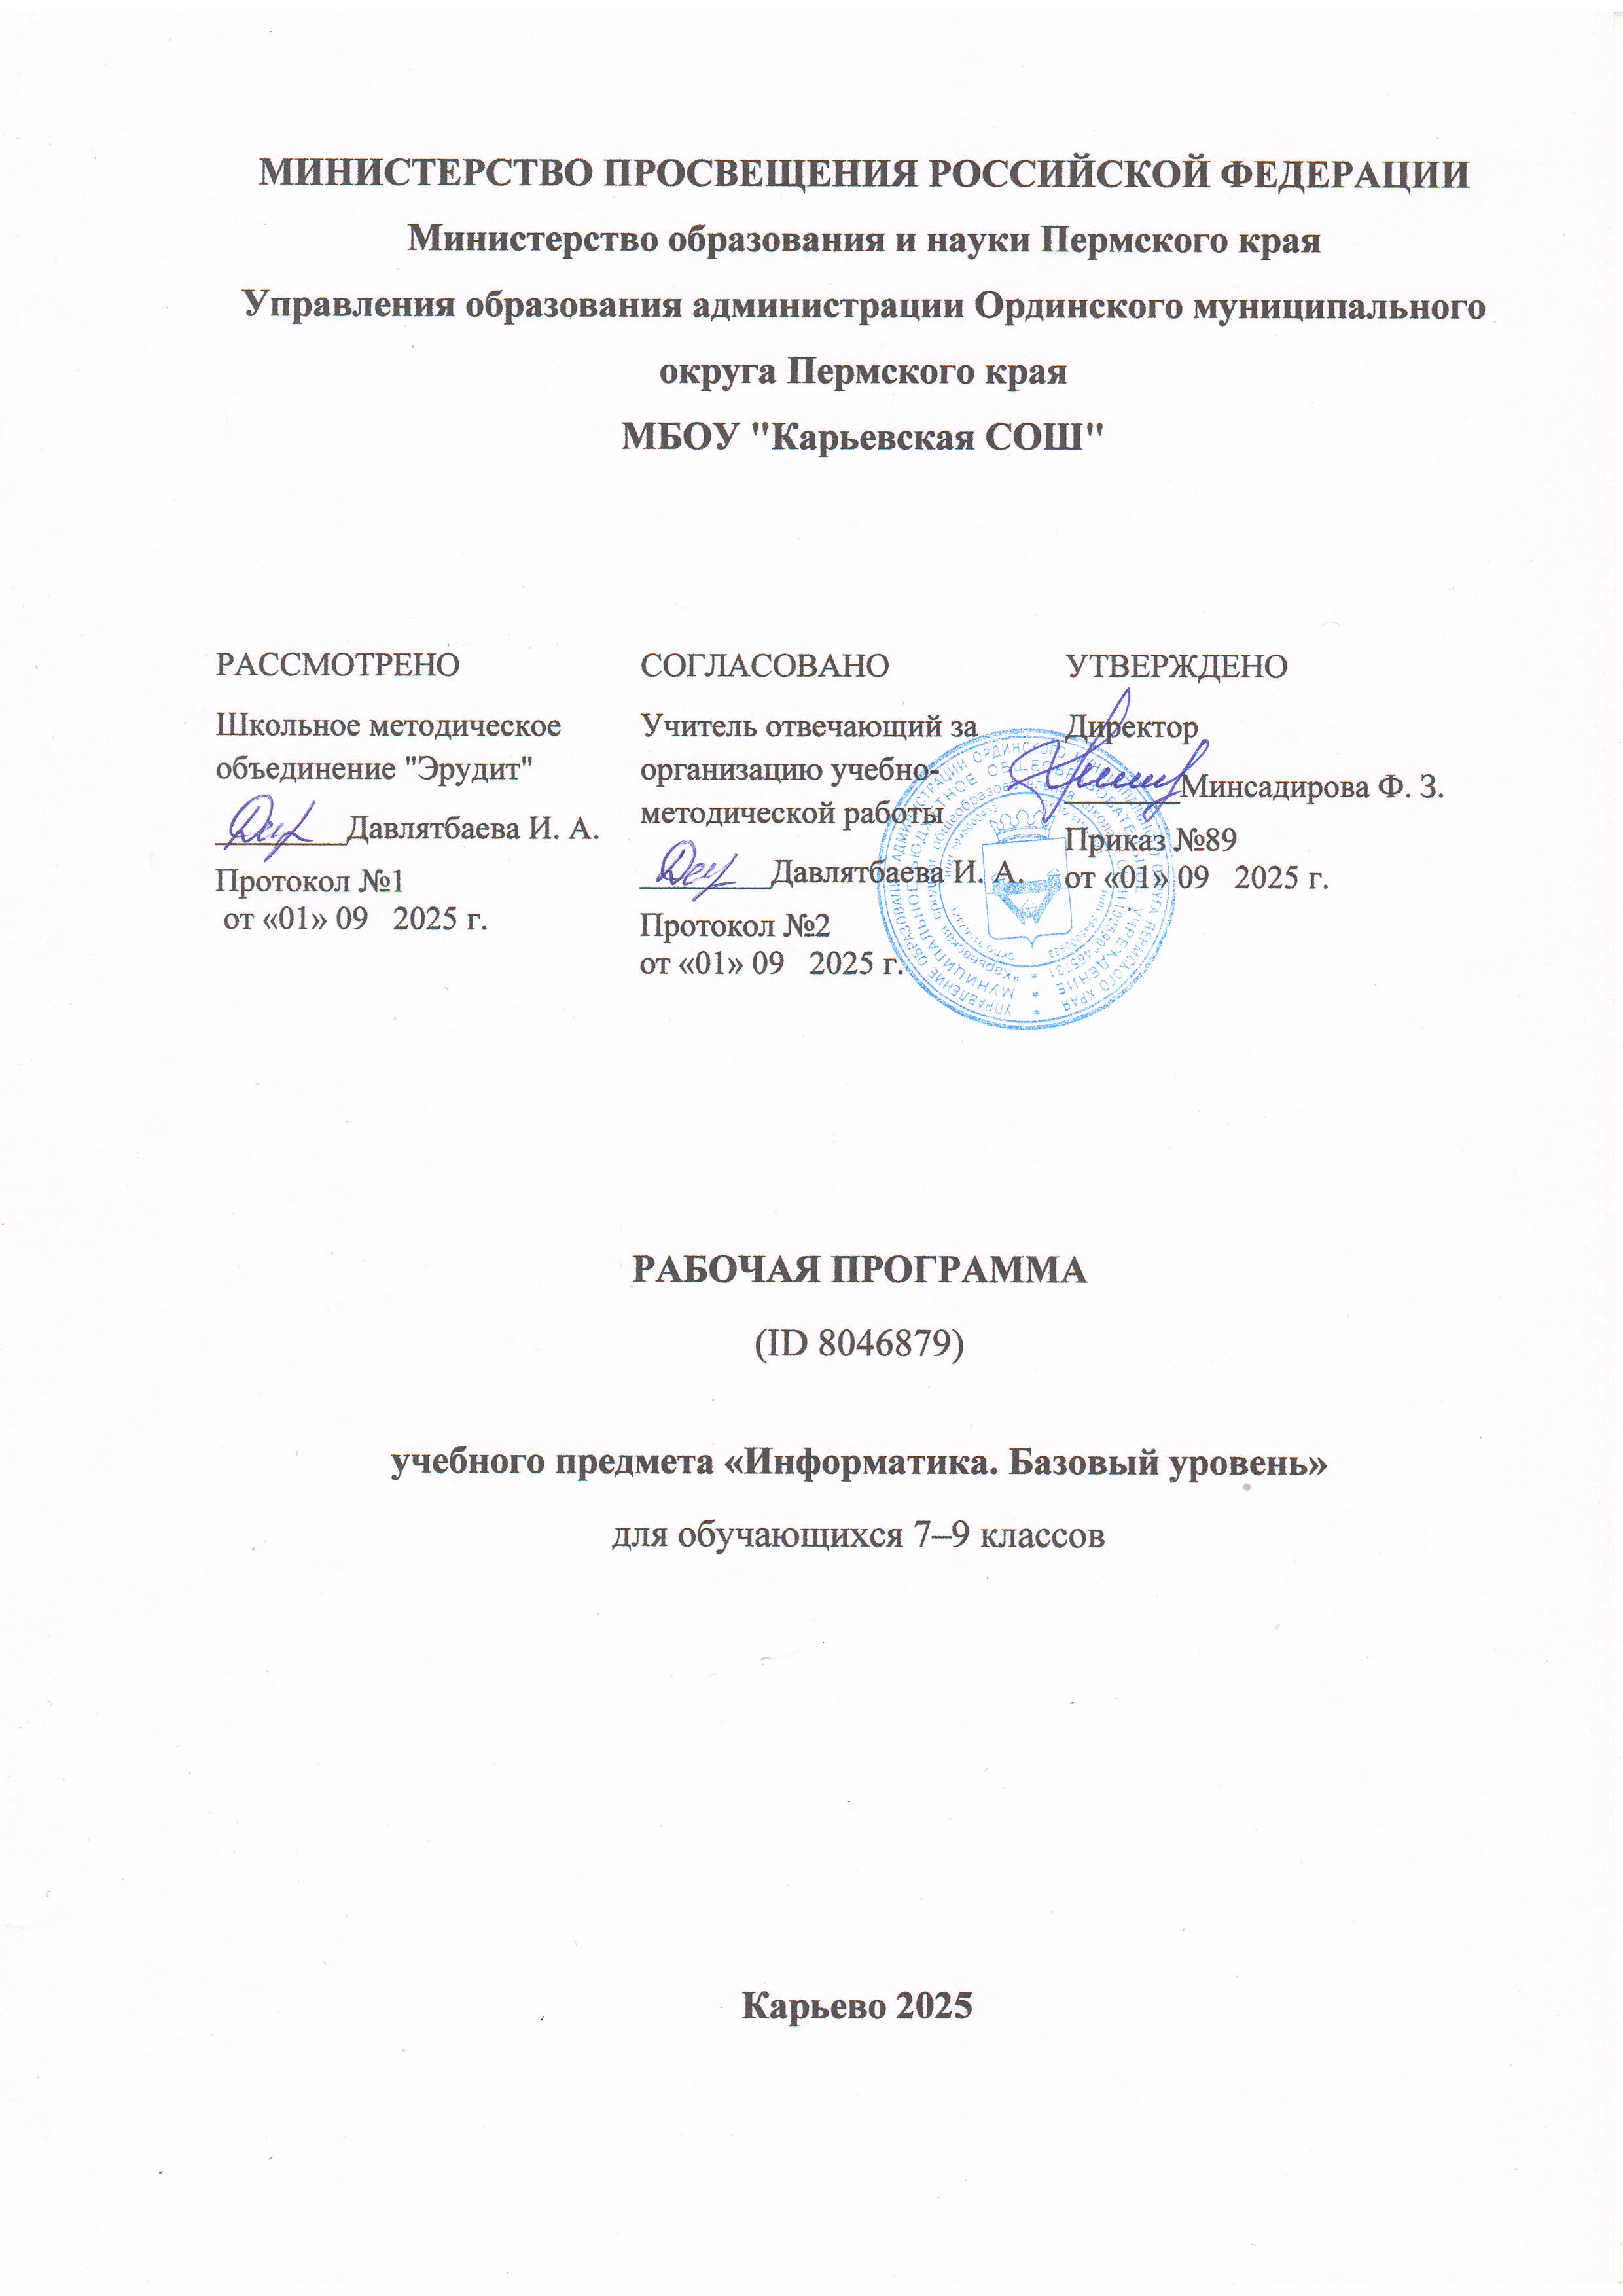 МИНИСТЕРСТВО ПРОСВЕЩЕНИЯ РОССИЙСКОЙ ФЕДЕРАЦИИ
Министерство образования и науки Пермского края
Управления образования администрации Ординского муниципального
округа Пермского края
МБОУ "Карьевская СОШ"
РАССМОТРЕНО
Школьное методическое
объединение "Эрудит"
Давлятбаева И. А.
Протокол №1
от «01» 09 2025 г.
СОГЛАСОВАНО
Учитель отвечающий за
организацию учебно-
методической работы
Давлятбаева И. А.
Протокол №2
от «01» 09 2025 г.
УТВЕРЖДЕНО
Директор
Минсадирова Ф. З.
Приказ №89
от «01» 09 2025 г.
РАБОЧАЯ ПРОГРАММА
(ID 8046879)
учебного предмета «Информатика. Базовый уровень»
для обучающихся 7–9 классов
Карьево 2025